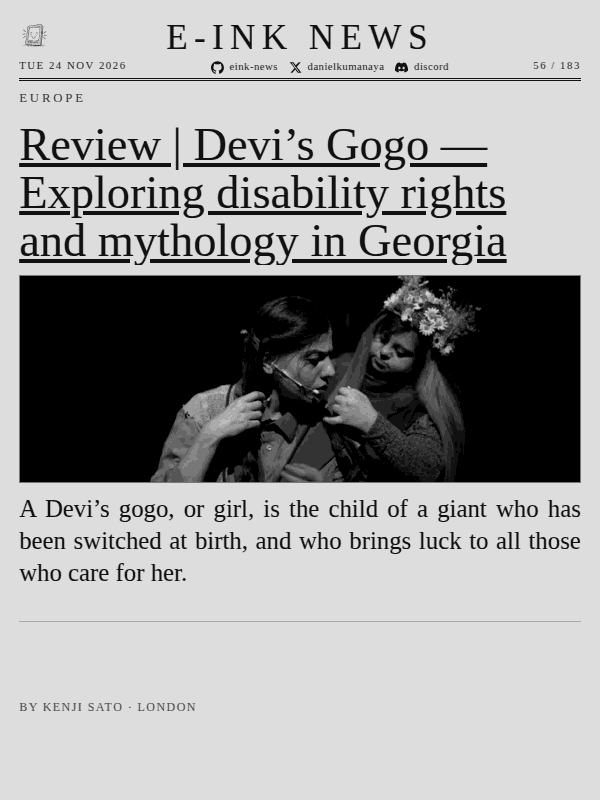 E-INK NEWS
TUE 24 NOV 2026
eink-news danielkumanaya discord
56 / 183
EUROPE
Review | Devi’s Gogo —
Exploring disability rights
and mythology in Georgia
A Devi’s gogo, or girl, is the child of a giant who has
been switched at birth, and who brings luck to all those
who care for her.
BY KENJI SATO · LONDON